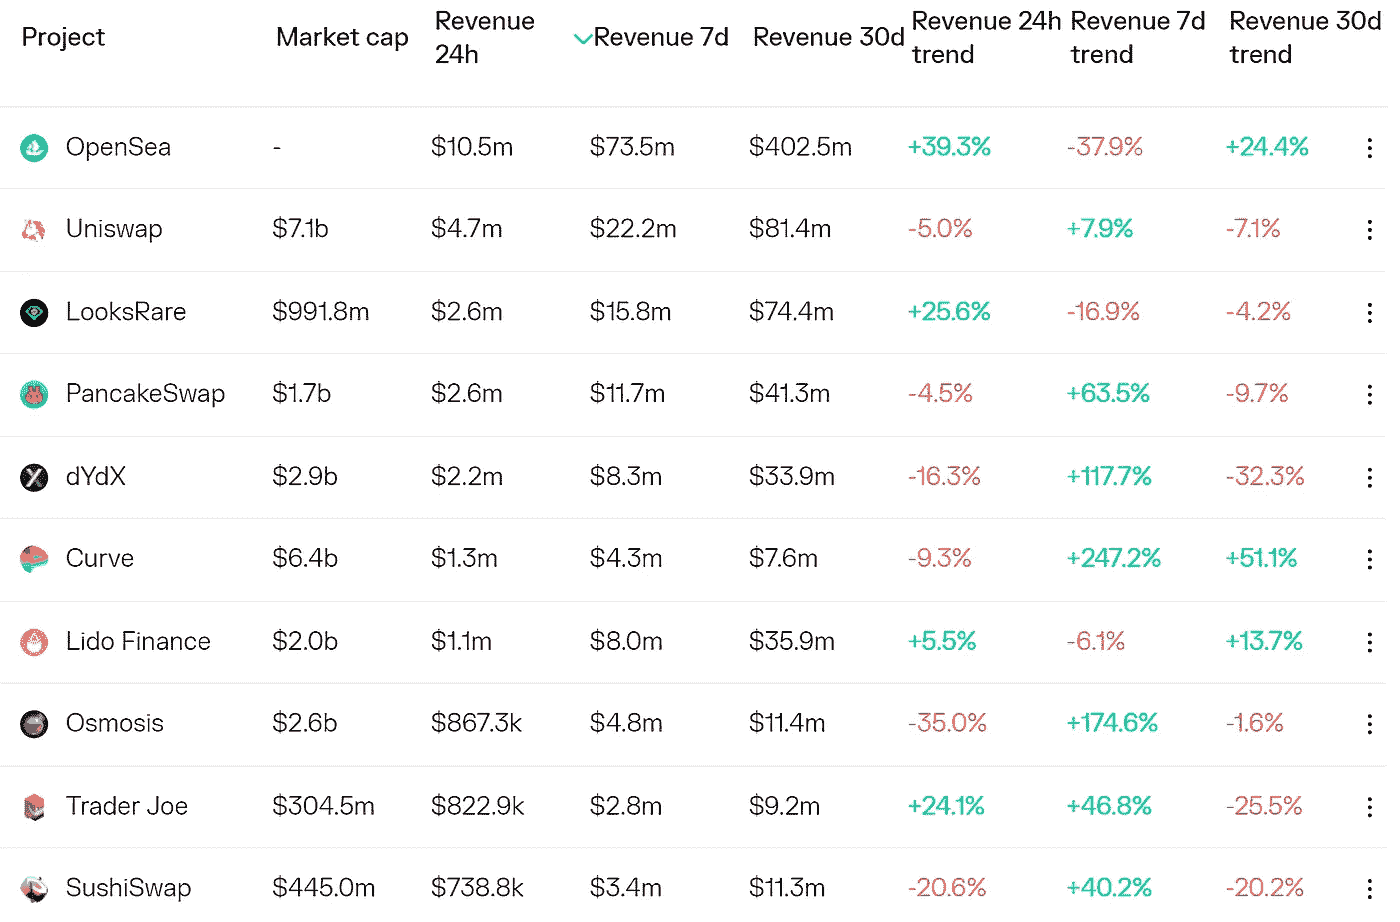 Project Market cap Revenue 24h Revenue 7d Revenue 30d Revenue 24h trend Revenue 7d trend Revenue 30d trend
OpenSea - $10.5m $73.5m $402.5m +39.3% -37.9% +24.4%
Uniswap $7.1b $4.7m $22.2m $81.4m -5.0% +7.9% -7.1%
LooksRare $991.8m $2.6m $15.8m $74.4m +25.6% -16.9% -4.2%
PancakeSwap $1.7b $2.6m $11.7m $41.3m -4.5% +63.5% -9.7%
dYdX $2.9b $2.2m $8.3m $33.9m -16.3% +117.7% -32.3%
Curve $6.4b $1.3m $4.3m $7.6m -9.3% +247.2% +51.1%
Lido Finance $2.0b $1.1m $8.0m $35.9m +5.5% -6.1% +13.7%
Osmosis $2.6b $867.3k $4.8m $11.4m -35.0% +174.6% -1.6%
Trader Joe $304.5m $822.9k $2.8m $9.2m +24.1% +46.8% -25.5%
SushiSwap $445.0m $738.8k $3.4m $11.3m -20.6% +40.2% -20.2%